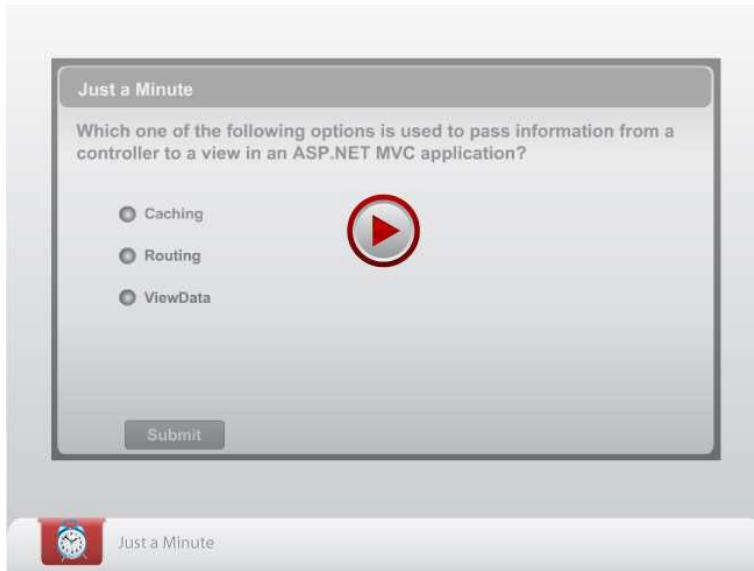 Just a Minute
Which one of the following options is used to pass information from a
controller to a view in an ASP.NET MVC application?
Caching
Routing
ViewData
Submit
Just a Minute